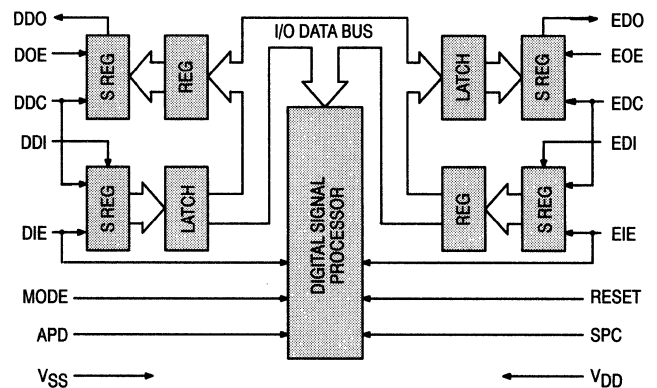 DDO
DOE
DDC
DDI
DIE
MODE
APD
VSS
S REG
REG
S REG
LATCH
I/O DATA BUS
DIGITAL SIGNAL
PROCESSOR
LATCH
S REG
REG
S REG
EDO
EOE
EDC
EDI
EIE
RESET
SPC
VDD